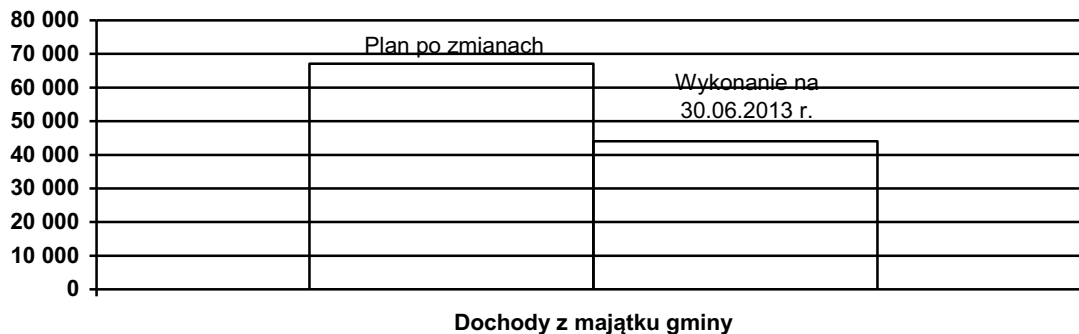 80 000
70 000
60 000
50 000
40 000
30 000
20 000
10 000
0
Plan po zmianach
Wykonanie na
30.06.2013 r.
Dochody z majątku gminy